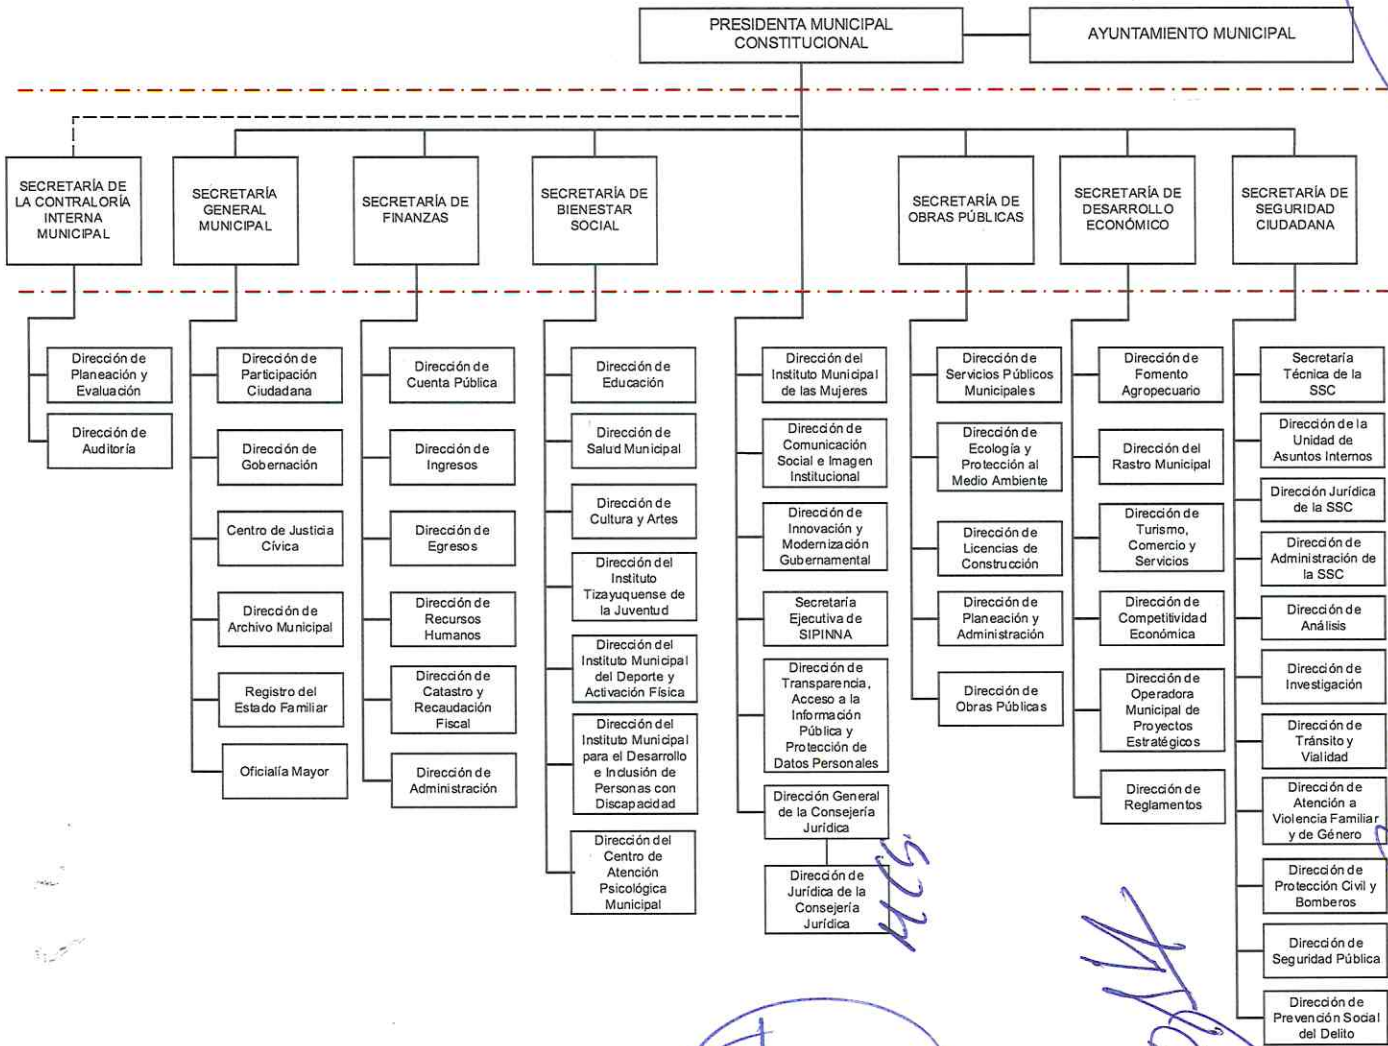 PRESIDENTA MUNICIPAL
CONSTITUCIONAL
AYUNTAMIENTO MUNICIPAL
SECRETARÍA DE
LA CONTRALORÍA
INTERNA
MUNICIPAL
SECRETARÍA
GENERAL
MUNICIPAL
SECRETARÍA DE
FINANZAS
SECRETARÍA DE
BIENESTAR
SOCIAL
SECRETARÍA DE
OBRAS PÚBLICAS
SECRETARÍA DE
DESARROLLO
ECONÓMICO
SECRETARÍA DE
SEGURIDAD
CIUDADANA
Dirección de
Planeación y
Evaluación
Dirección de
Auditoría
Dirección de
Participación
Ciudadana
Dirección de
Gobernación
Centro de Justicia
Cívica
Dirección de
Archivo Municipal
Registro del
Estado Familiar
Oficialía Mayor
Dirección de
Cuenta Pública
Dirección de
Ingresos
Dirección de
Egresos
Dirección de
Recursos
Humanos
Dirección de
Catastro y
Recaudación
Fiscal
Dirección de
Administración
Dirección de
Educación
Dirección de
Salud Municipal
Dirección de
Cultura y Artes
Dirección del
Instituto
Tizayuquense de
la Juventud
Dirección del
Instituto Municipal
del Deporte y
Activación Física
Dirección del
Instituto Municipal
para el Desarrollo
e Inclusión de
Personas con
Discapacidad
Dirección del
Centro de
Atención
Psicológica
Municipal
Dirección del
Instituto Municipal
de las Mujeres
Dirección de
Comunicación
Social e Imagen
Institucional
Dirección de
Innovación y
Modernización
Gubernamental
Secretaría
Ejecutiva de
SIPINNA
Dirección de
Transparencia,
Acceso a la
Información
Pública y
Protección de
Datos Personales
Dirección General
de la Consejería
Jurídica
Dirección de
Jurídica de la
Consejería
Jurídica
Dirección de
Servicios Públicos
Municipales
Dirección de
Ecología y
Protección al
Medio Ambiente
Dirección de
Licencias de
Construcción
Dirección de
Planeación y
Administración
Dirección de
Obras Públicas
Dirección de
Fomento
Agropecuario
Dirección del
Rastro Municipal
Dirección de
Turismo,
Comercio y
Servicios
Dirección de
Competitividad
Económica
Dirección de
Operadora
Municipal de
Proyectos
Estratégicos
Dirección de
Reglamentos
Secretaría
Técnica de la
SSC
Dirección de la
Unidad de
Asuntos Internos
Dirección Jurídica
de la SSC
Dirección de
Administración de
la SSC
Dirección de
Análisis
Dirección de
Investigación
Dirección de
Tránsito y
Vialidad
Dirección de
Atención a
Violencia Familiar
y de Género
Dirección de
Protección Civil y
Bomberos
Dirección de
Seguridad Pública
Dirección de
Prevención Social
del Delito